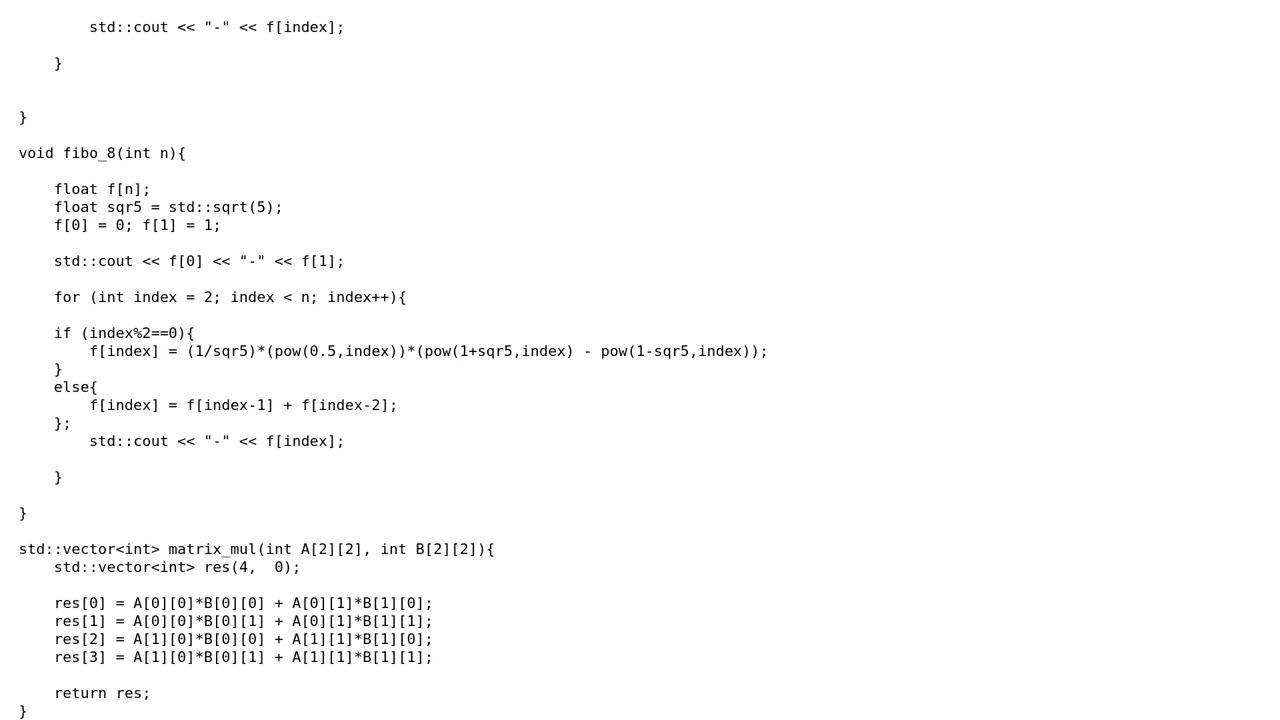 std::cout << "-" << f[index];

    }


}

void fibo_8(int n){

    float f[n];
    float sqr5 = std::sqrt(5);
    f[0] = 0; f[1] = 1;

    std::cout << f[0] << "-" << f[1];

    for (int index = 2; index < n; index++){

    if (index%2==0){
        f[index] = (1/sqr5)*(pow(0.5,index))*(pow(1+sqr5,index) - pow(1-sqr5,index));
    }
    else{
        f[index] = f[index-1] + f[index-2];
    };
        std::cout << "-" << f[index];

    }

}

std::vector<int> matrix_mul(int A[2][2], int B[2][2]){
    std::vector<int> res(4,  0);

    res[0] = A[0][0]*B[0][0] + A[0][1]*B[1][0];
    res[1] = A[0][0]*B[0][1] + A[0][1]*B[1][1];
    res[2] = A[1][0]*B[0][0] + A[1][1]*B[1][0];
    res[3] = A[1][0]*B[0][1] + A[1][1]*B[1][1];

    return res;
}